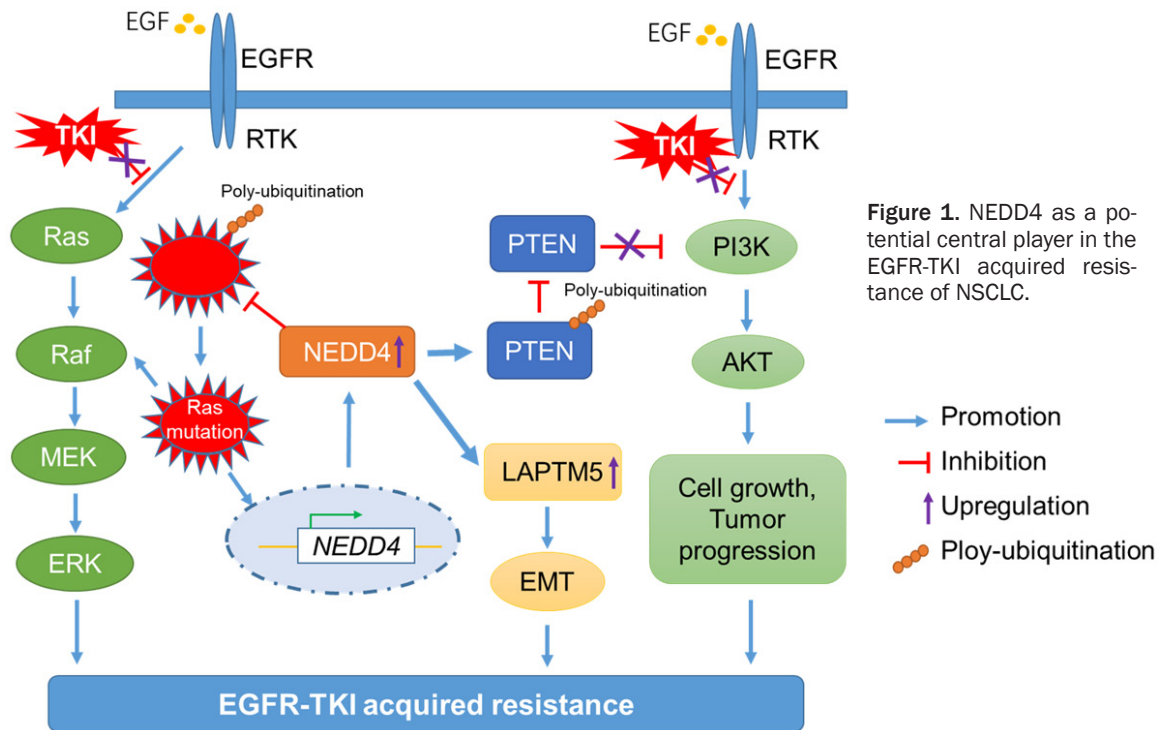 EGF
EGFR
RTK
TKI
EGF
EGFR
RTK
TKI
Poly-ubiquitination
Ras
Raf
MEK
ERK
Ras
mutation
NEDD4
NEDD4
PTEN
Poly-ubiquitination
PTEN
LAPTM5
EMT
PI3K
AKT
Cell growth,
Tumor
progression
EGFR-TKI acquired resistance
Promotion
Inhibition
Upregulation
Ploy-ubiquitination
Figure 1. NEDD4 as a po-
tential central player in the
EGFR-TKI acquired resis-
tance of NSCLC.